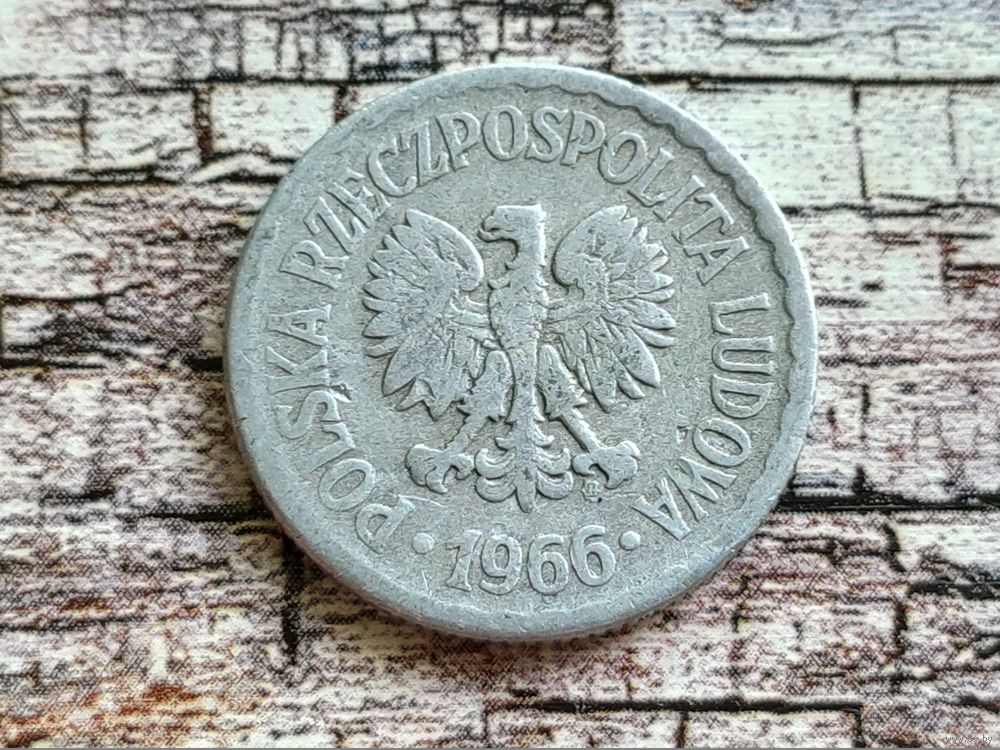 POLSKA RZECZPOSPOLITA LUDOWA
· 1966 ·